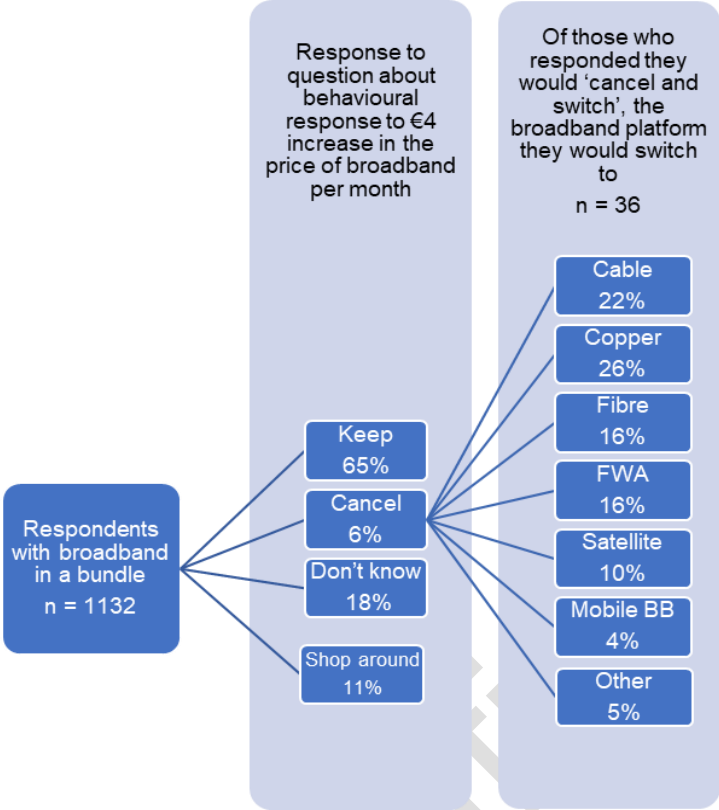 Respondents
with broadband
in a bundle
n = 1132
Response to
question about
behavioural
response to €4
increase in the
price of broadband
per month
Keep
65%
Cancel
6%
Don’t know
18%
Shop around
11%
Of those who
responded they
would ‘cancel and
switch’, the
broadband platform
they would switch
to
n = 36
Cable
22%
Copper
26%
Fibre
16%
FWA
16%
Satellite
10%
Mobile BB
4%
Other
5%